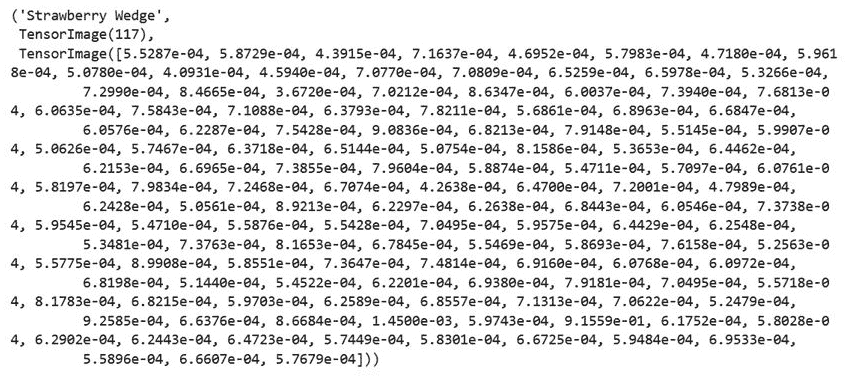 ('Strawberry Wedge',
 TensorImage(117),
 TensorImage([5.5287e-04, 5.8729e-04, 4.3915e-04, 7.1637e-04, 4.6952e-04, 5.7983e-04, 4.7180e-04, 5.961
8e-04, 5.0780e-04, 4.0931e-04, 4.5940e-04, 7.0770e-04, 7.0809e-04, 6.5259e-04, 6.5978e-04, 5.3266e-04,
         7.2990e-04, 8.4665e-04, 3.6720e-04, 7.0212e-04, 8.6347e-04, 6.0037e-04, 7.3940e-04, 7.6813e-0
4, 6.0635e-04, 7.5843e-04, 7.1088e-04, 6.3793e-04, 7.8211e-04, 5.6861e-04, 6.8963e-04, 6.6847e-04,
         6.0576e-04, 6.2287e-04, 7.5428e-04, 9.0836e-04, 6.8213e-04, 7.9148e-04, 5.5145e-04, 5.9907e-0
4, 5.0626e-04, 5.7467e-04, 6.3718e-04, 6.5144e-04, 5.0754e-04, 8.1586e-04, 5.3653e-04, 6.4462e-04,
         6.2153e-04, 6.6965e-04, 7.3855e-04, 7.9604e-04, 5.8874e-04, 5.4711e-04, 5.7097e-04, 6.0761e-0
4, 5.8197e-04, 7.9834e-04, 7.2468e-04, 6.7074e-04, 4.2638e-04, 6.4700e-04, 7.2001e-04, 4.7989e-04,
         6.2428e-04, 5.0561e-04, 8.9213e-04, 6.2297e-04, 6.2638e-04, 6.8443e-04, 6.0546e-04, 7.3738e-0
4, 5.9545e-04, 5.4710e-04, 5.5876e-04, 5.5428e-04, 7.0495e-04, 5.9575e-04, 6.4429e-04, 6.2548e-04,
         5.3481e-04, 7.3763e-04, 8.1653e-04, 6.7845e-04, 5.5469e-04, 5.8693e-04, 7.6158e-04, 5.2563e-0
4, 5.5775e-04, 8.9908e-04, 5.8551e-04, 7.3647e-04, 7.4814e-04, 6.9160e-04, 6.0768e-04, 6.0972e-04,
         6.8198e-04, 5.1440e-04, 5.4522e-04, 6.2201e-04, 6.9380e-04, 7.9181e-04, 7.0495e-04, 5.5718e-0
4, 8.1783e-04, 6.8215e-04, 5.9703e-04, 6.2589e-04, 6.8557e-04, 7.1313e-04, 7.0622e-04, 5.2479e-04,
         9.2585e-04, 6.6376e-04, 8.6684e-04, 1.4500e-03, 5.9743e-04, 9.1559e-01, 6.1752e-04, 5.8028e-0
4, 6.2902e-04, 6.2443e-04, 6.4723e-04, 5.7449e-04, 5.8301e-04, 6.6725e-04, 5.9484e-04, 6.9533e-04,
         5.5896e-04, 6.6607e-04, 5.7679e-04]))